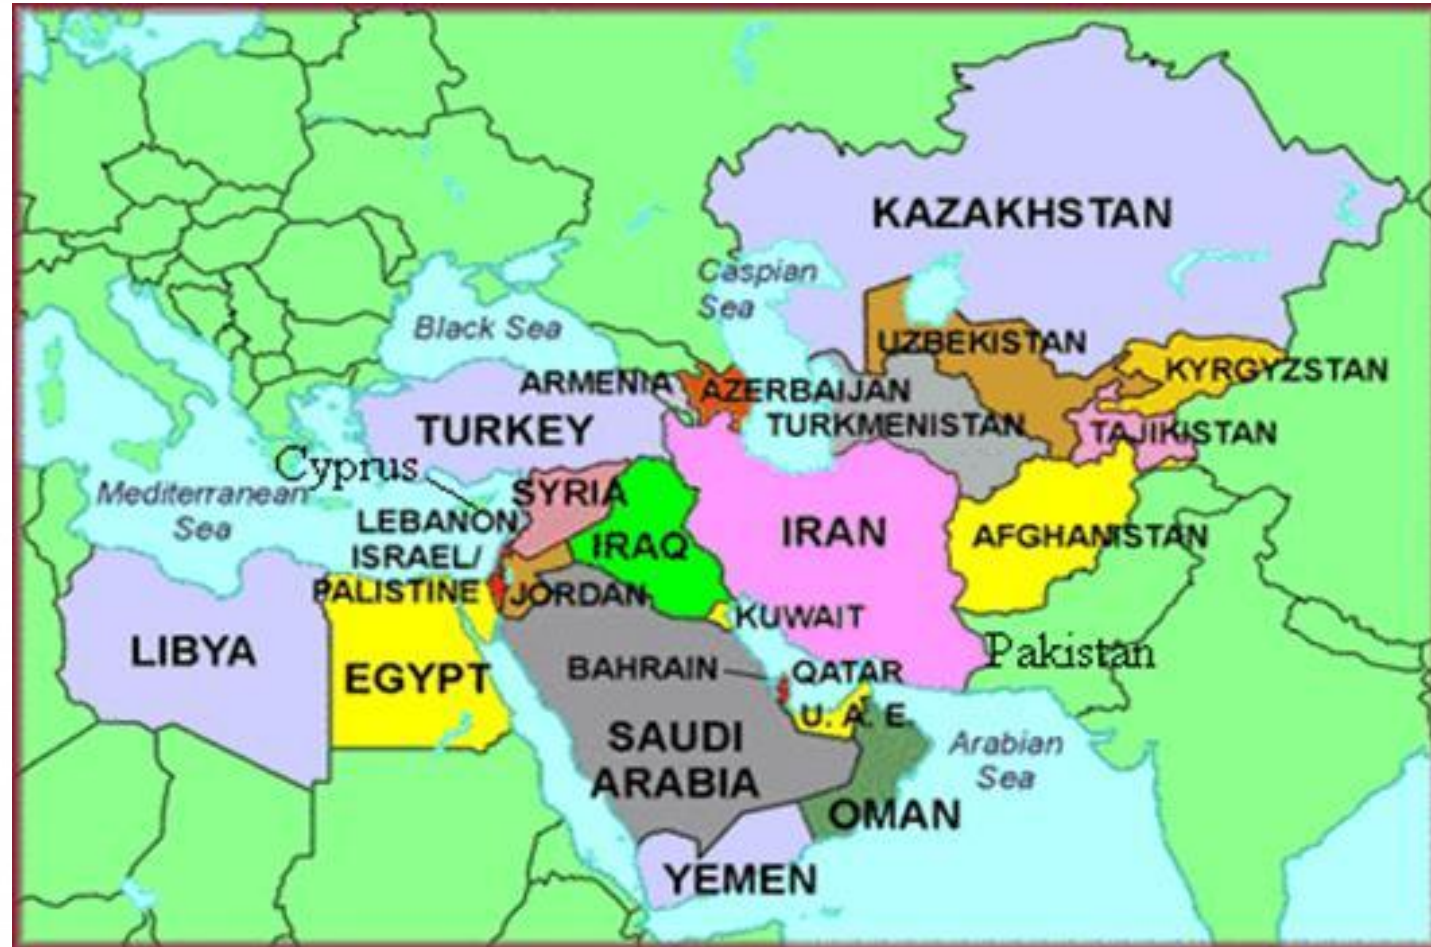 KAZAKHSTAN
Caspian
Sea
Black Sea
UZBEKISTAN
KYRGYZSTAN
ARMENIA
AZERBAIJAN
TURKEY
TURKMENISTAN
TAJIKISTAN
Cyprus
Mediterranean
Sea
SYRIA
LEBANON
IRAQ
IRAN
AFGHANISTAN
ISRAEL/
PALISTINE
JORDAN
KUWAIT
LIBYA
EGYPT
Pakistan
BAHRAIN
QATAR
U. A. E.
SAUDI
ARABIA
Arabian
Sea
OMAN
YEMEN